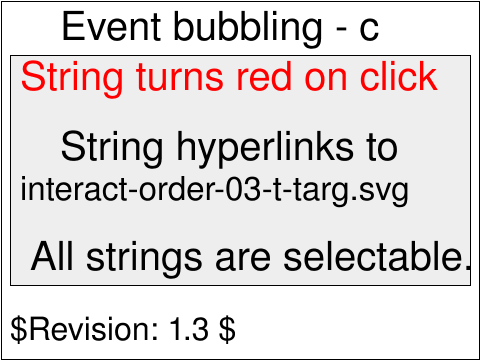 Event bubbling - c
String turns red on click
String hyperlinks to
interact-order-03-t-targ.svg
All strings are selectable.
$Revision: 1.3 $